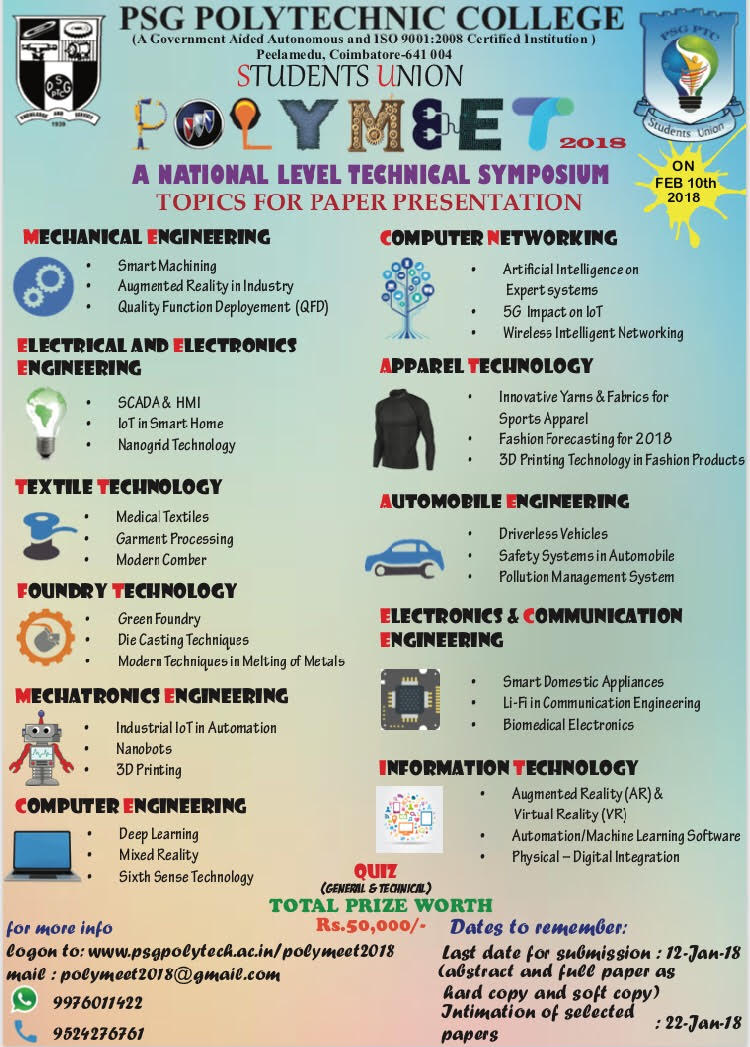 PSG POLYTECHNIC COLLEGE
(A Government Aided Autonomous and ISO 9001:2008 Certified Institution )
Peelamedu, Coimbatore-641 004
STUDENTS UNION
POLYMEET 2018
A NATIONAL LEVEL TECHNICAL SYMPOSIUM
TOPICS FOR PAPER PRESENTATION
PSG PTC
Students Union
ON
FEB 10th
2018
PSG
PTC
KNOWLEDGE AND SERVICE
1939
MECHANICAL ENGINEERING
• Smart Machining
• Augmented Reality in Industry
• Quality Function Deployement (QFD)
ELECTRICAL AND ELECTRONICS
ENGINEERING
• SCADA & HMI
• IoT in Smart Home
• Nanogrid Technology
TEXTILE TECHNOLOGY
• Medical Textiles
• Garment Processing
• Modern Comber
FOUNDRY TECHNOLOGY
• Green Foundry
• Die Casting Techniques
• Modern Techniques in Melting of Metals
MECHATRONICS ENGINEERING
• Industrial IoT in Automation
• Nanobots
• 3D Printing
COMPUTER ENGINEERING
• Deep Learning
• Mixed Reality
• Sixth Sense Technology
COMPUTER NETWORKING
• Artificial Intelligence on
Expert systems
• 5G Impact on IoT
• Wireless Intelligent Networking
APPAREL TECHNOLOGY
• Innovative Yarns & Fabrics for
Sports Apparel
• Fashion Forecasting for 2018
• 3D Printing Technology in Fashion Products
AUTOMOBILE ENGINEERING
• Driverless Vehicles
• Safety Systems in Automobile
• Pollution Management System
ELECTRONICS & COMMUNICATION
ENGINEERING
• Smart Domestic Appliances
• Li-Fi in Communication Engineering
• Biomedical Electronics
INFORMATION TECHNOLOGY
• Augmented Reality (AR) &
Virtual Reality (VR)
• Automation/Machine Learning Software
• Physical – Digital Integration
QUIZ
(GENERAL & TECHNICAL)
TOTAL PRIZE WORTH
Rs.50,000/-
for more info
logon to: www.psgpolytech.ac.in/polymeet2018
mail : polymeet2018@gmail.com
9976011422
9524276761
Dates to remember:
Last date for submission : 12-Jan-18
(abstract and full paper as
hard copy and soft copy)
Intimation of selected
papers : 22-Jan-18